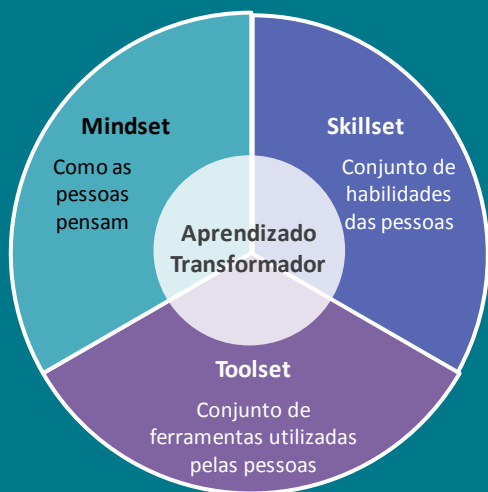 Mindset
Como as
pessoas
pensam
Skillset
Conjunto de
habilidades
das pessoas
Aprendizado
Transformador
Toolset
Conjunto de
ferramentas utilizadas
pelas pessoas